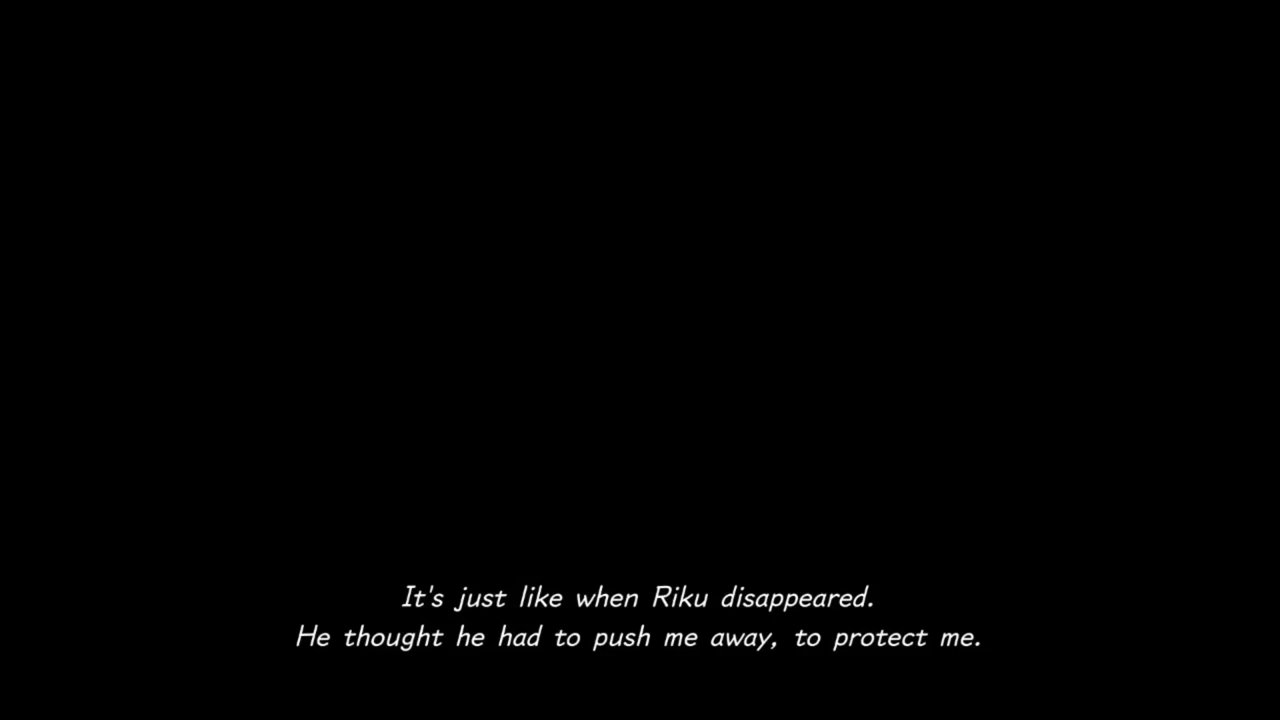 It's just like when Riku disappeared.
He thought he had to push me away, to protect me.